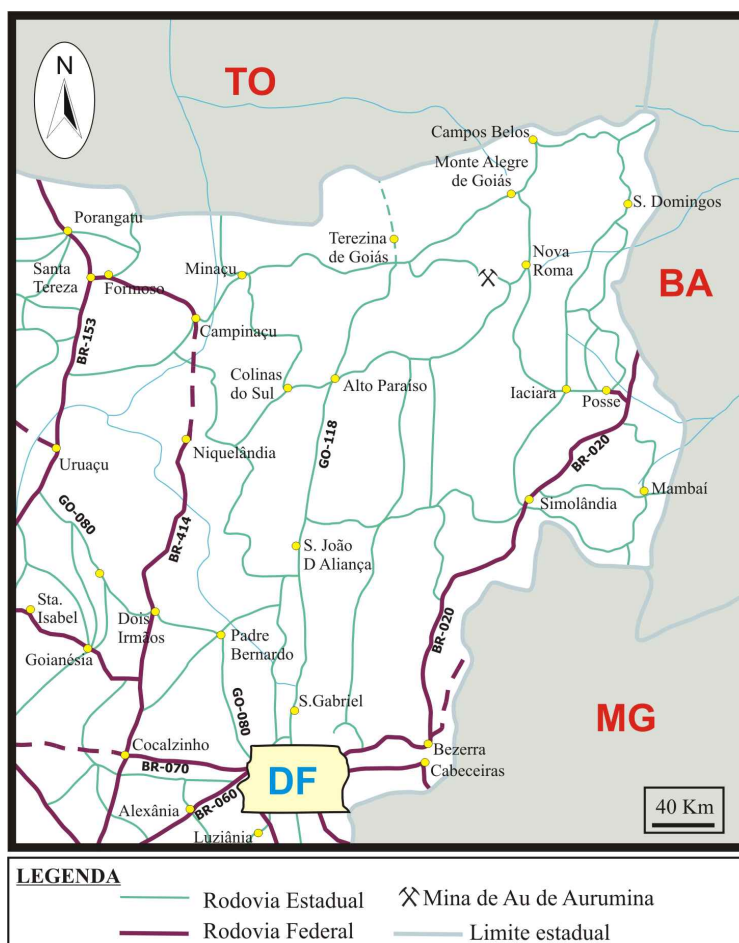 N
TO
Campos Belos
Monte Alegre
de Goiás
S. Domingos
Porangatu
Terezina
de Goiás
Nova
Roma
BA
Santa
Tereza
Formoso
Minaçu
Campinaçu
BR-153
Colinas
do Sul
Alto Paraíso
Iaciara
Posse
GO-118
BR-020
Uruaçu
Niquelândia
Simolândia
Mambaí
GO-080
BR-414
S. João
D Aliança
Sta.
Isabel
Dois
Irmãos
Goianésia
Padre
Bernardo
BR-020
GO-080
S.Gabriel
MG
Cocalzinho
BR-070
DF
Bezerra
Cabeceiras
Alexânia
BR-060
Luziânia
40 Km
LEGENDA
Rodovia Estadual
Mina de Au de Aurumina
Rodovia Federal
Limite estadual